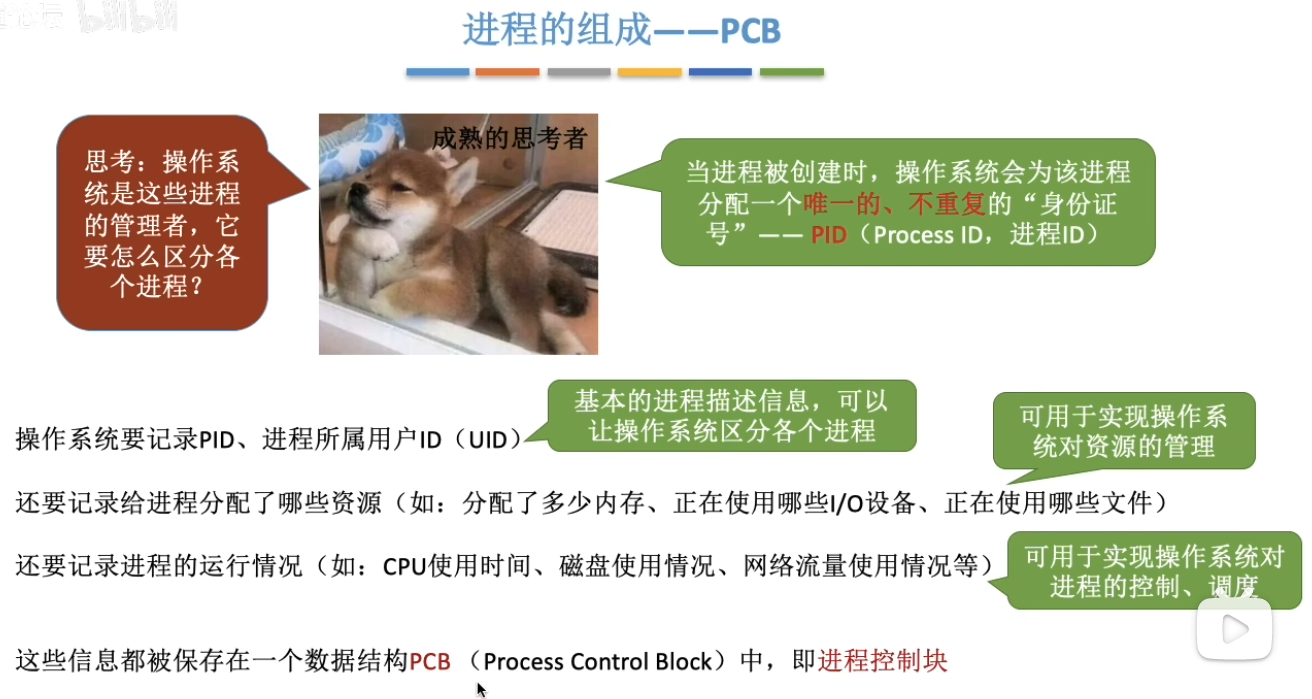 bilibili
进程的组成——PCB
思考：操作系
统是这些进程
的管理者，它
要怎么区分各
个进程？
成熟的思考者
当进程被创建时，操作系统会为该进程
分配一个唯一的、不重复的“身份证
号”—— PID（Process ID，进程ID）
基本的进程描述信息，可以
让操作系统区分各个进程
操作系统要记录PID、进程所属用户ID（UID）
可用于实现操作系
统对资源的管理
还要记录给进程分配了哪些资源（如：分配了多少内存、正在使用哪些I/O设备、正在使用哪些文件）
还要记录进程的运行情况（如：CPU使用时间、磁盘使用情况、网络流量使用情况等）
可用于实现操作系统对
进程的控制、调度
这些信息都被保存在一个数据结构PCB （Process Control Block）中，即进程控制块